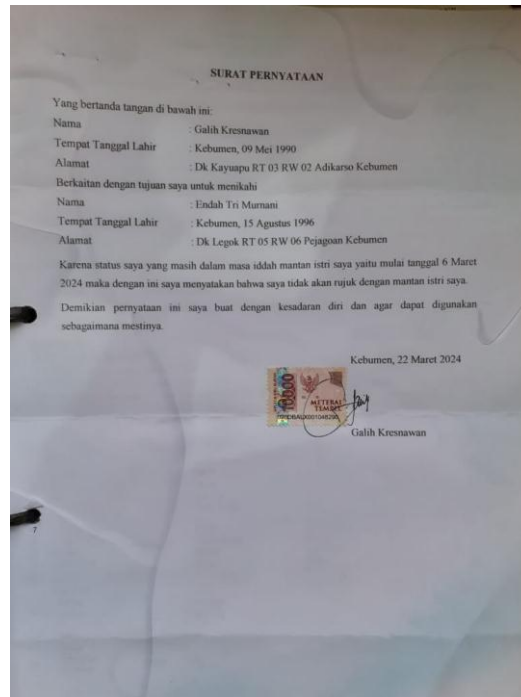 SURAT PERNYATAAN
Yang bertanda tangan di bawah ini:
Nama : Galih Kresnawan
Tempat Tanggal Lahir : Kebumen, 09 Mei 1990
Alamat : Dk Kayuapu RT 03 RW 02 Adikarso Kebumen
Berkaitan dengan tujuan saya untuk menikahi
Nama : Endah Tri Murnani
Tempat Tanggal Lahir : Kebumen, 15 Agustus 1996
Alamat : Dk Legok RT 05 RW 06 Pejagoan Kebumen
Karena status saya yang masih dalam masa iddah mantan istri saya yaitu mulai tanggal 6 Maret
2024 maka dengan ini saya menyatakan bahwa saya tidak akan rujuk dengan mantan istri saya.
Demikian pernyataan ini saya buat dengan kesadaran diri dan agar dapat digunakan
sebagaimana mestinya.
Kebumen, 22 Maret 2024
10000
METERAI
TEMPEL
Galih Kresnawan
7